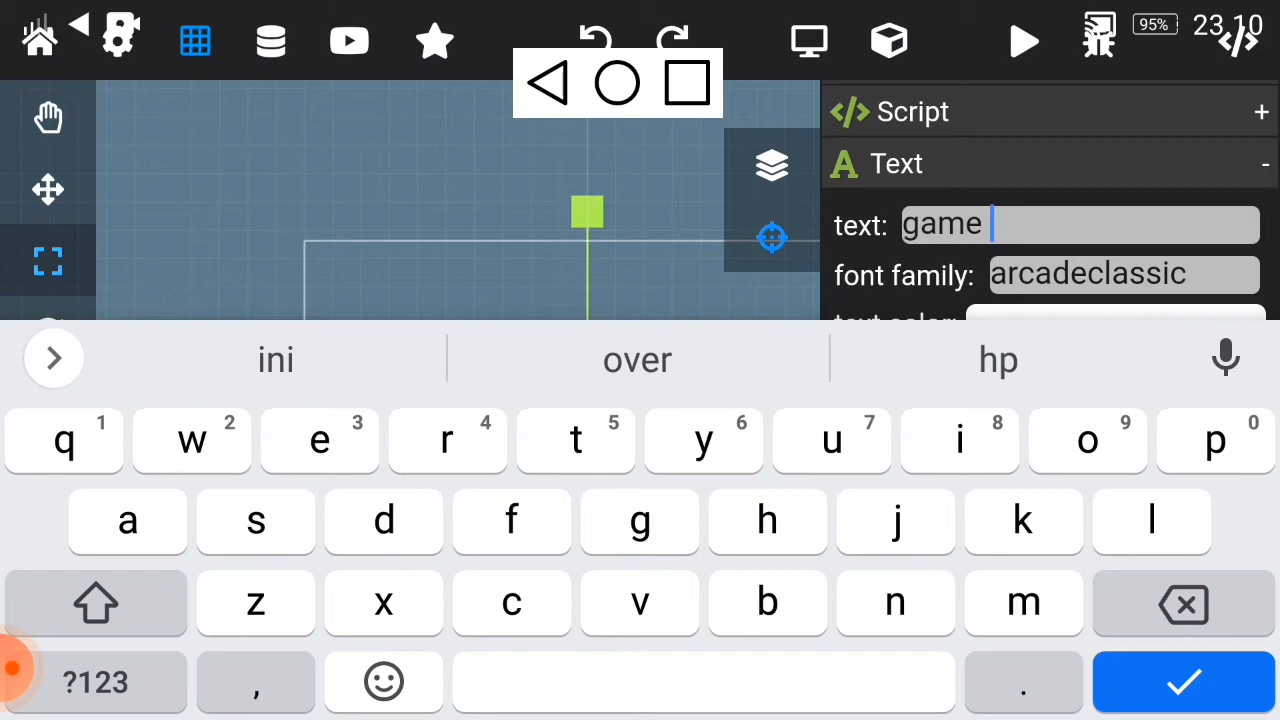 95% 23.10
</> Script +
A Text -
text: game
font family: arcadeclassic
ini over hp
q 1 w 2 e 3 r 4 t 5 y 6 u 7 i 8 o 9 p 0
a s d f g h j k l
z x c v b n m
?123 , .